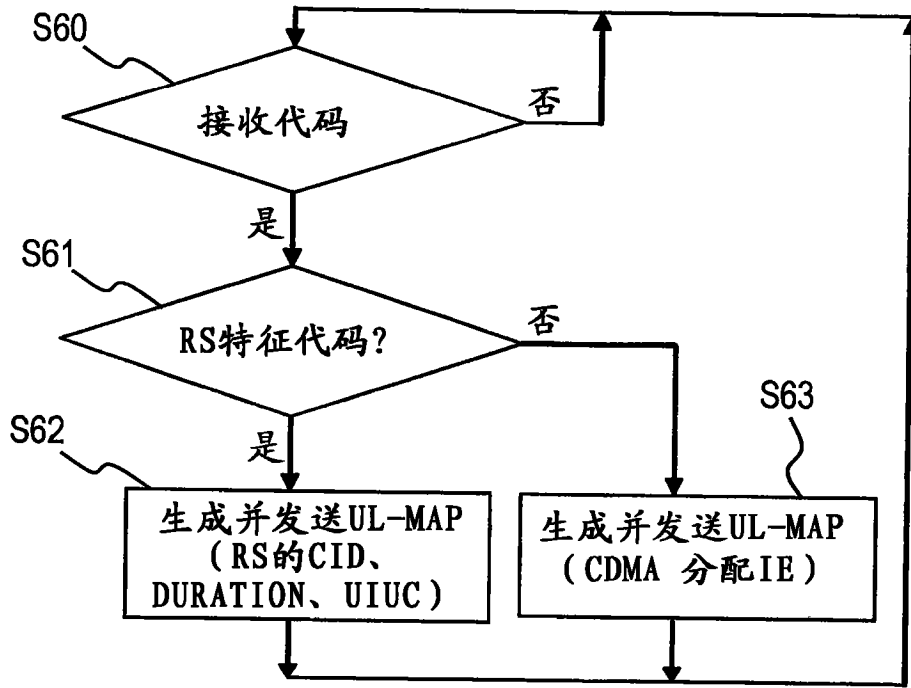 S60
接收代码
否
是
S61
RS特征代码?
否
S62
是
S63
生成并发送UL-MAP
(RS的CID、
DURATION、UIUC)
生成并发送UL-MAP
(CDMA 分配IE)